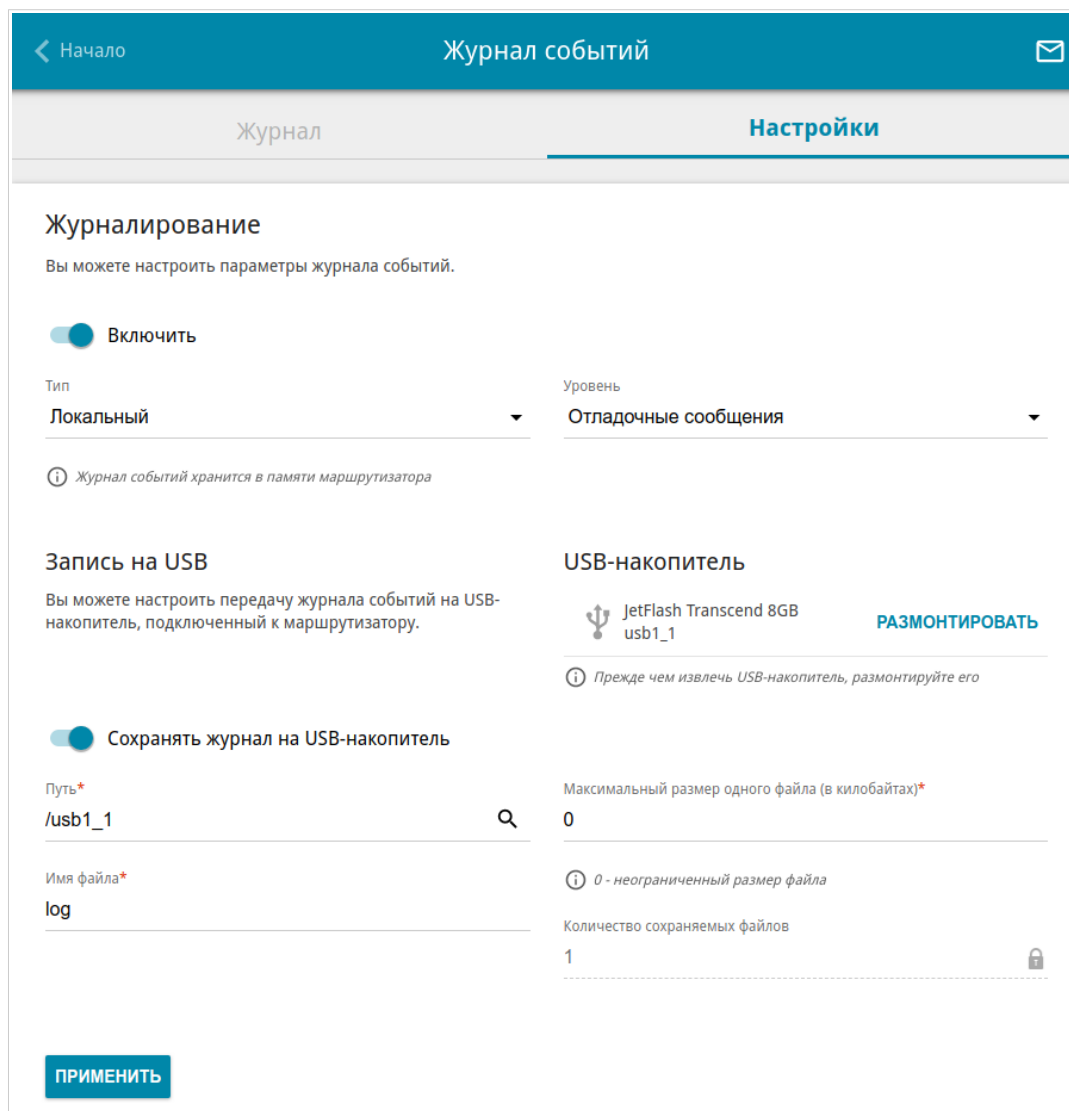 Начало
Журнал событий
Журнал
Настройки
Журналирование
Вы можете настроить параметры журнала событий.
Включить
Тип
Локальный
Уровень
Отладочные сообщения
Журнал событий хранится в памяти маршрутизатора
Запись на USB
Вы можете настроить передачу журнала событий на USB-
накопитель, подключенный к маршрутизатору.
USB-накопитель
JetFlash Transcend 8GB
usb1_1
РАЗМОНТИРОВАТЬ
Прежде чем извлечь USB-накопитель, размонтируйте его
Сохранять журнал на USB-накопитель
Путь*
/usb1_1
Максимальный размер одного файла (в килобайтах)*
0
Имя файла*
log
0 - неограниченный размер файла
Количество сохраняемых файлов
1
ПРИМЕНИТЬ